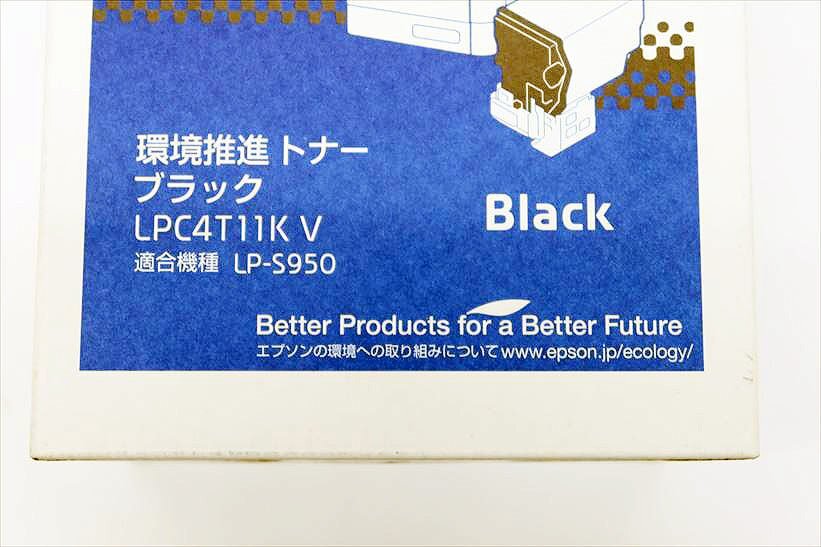 環境推進 トナー
ブラック
LPC4T11K V
適合機種 LP-S950
Black
Better Products for a Better Future
エプソンの環境への取り組みについて www.epson.jp/ecology/